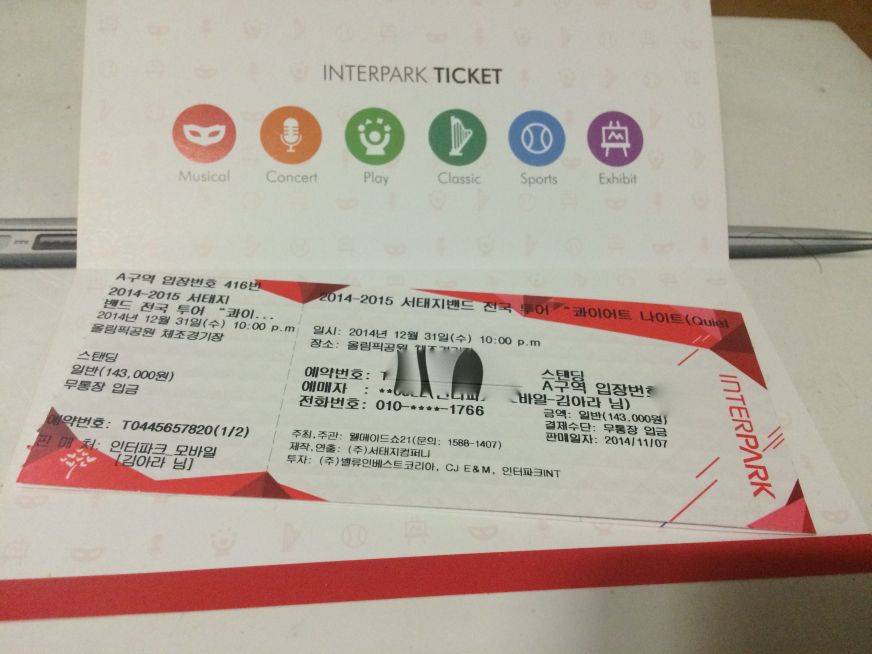 INTERPARK TICKET
Musical
Concert
Play
Classic
Sports
Exhibit
A구역 입장번호 416번
2014-2015 서태지
밴드 전국 투어 "콰이...
2014년 12월 31일(수) 10:00 p.m
올림픽공원 체조경기장
스탠딩
일반(143,000원)
무통장 입금
예약번호: T0445657820(1/2)
판 매 처: 인터파크 모바일
[김아라 님]
2014-2015 서태지밴드 전국 투어 "콰이어트 나이트(Quiet
일시: 2014년 12월 31일(수) 10:00 p.m
장소: 올림픽공원 체조경기장
예약번호: T
예매자 :
바일-김아라 님)
전화번호: 010-****-1766
스탠딩
A구역 입장번호
금액: 일반(143,000원)
결제수단: 무통장 입금
판매일자: 2014/11/07
주최,주관: 웰메이드쇼21(문의: 1588-1407)
제작,연출: (주)서태지컴퍼니
투자: (주)밸류인베스트코리아, CJ E&M, 인터파크INT
INTERPARK